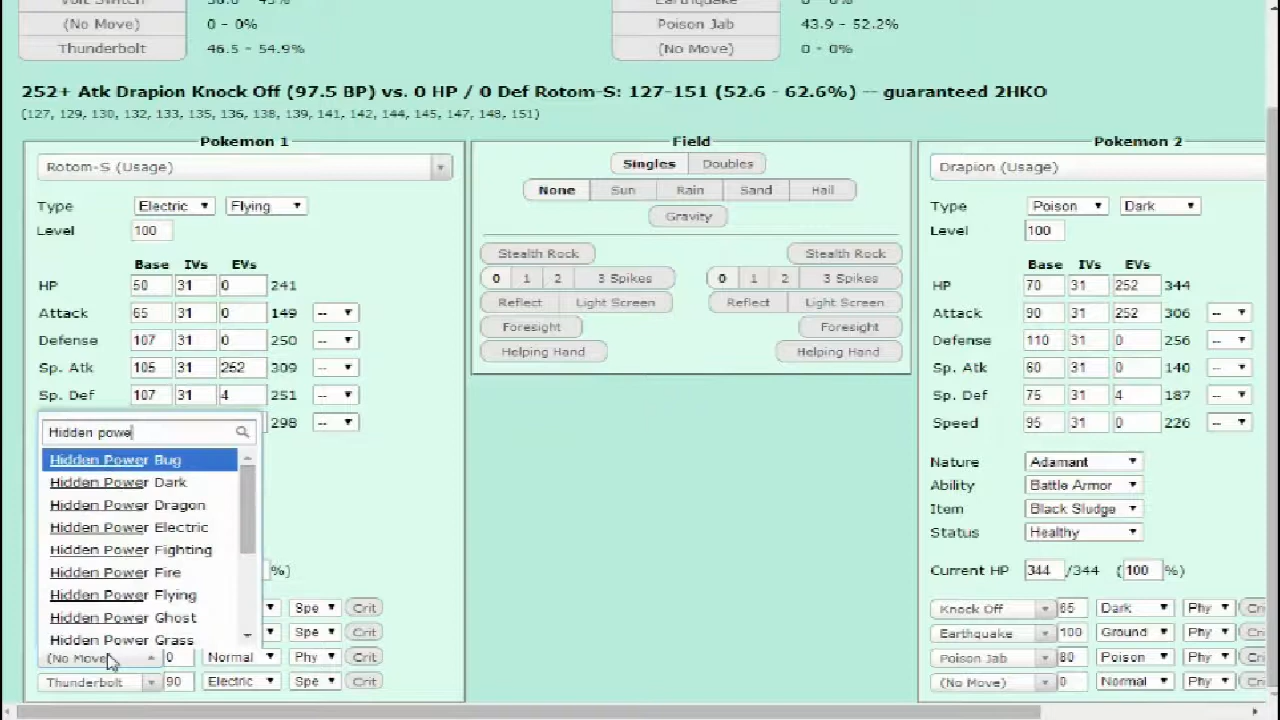 Volt Switch 38.6 - 45% Earthquake 0 - 0%
(No Move) 0 - 0% Poison Jab 43.9 - 52.2%
Thunderbolt 46.5 - 54.9% (No Move) 0 - 0%
252+ Atk Drapion Knock Off (97.5 BP) vs. 0 HP / 0 Def Rotom-S: 127-151 (52.6 - 62.6%) -- guaranteed 2HKO
(127, 129, 130, 132, 133, 135, 136, 138, 139, 141, 142, 144, 145, 147, 148, 151)
Pokemon 1
Rotom-S (Usage)
Type Electric Flying
Level 100
Base IVs EVs
HP 50 31 0 241
Attack 65 31 0 149 --
Defense 107 31 0 250 --
Sp. Atk 105 31 252 309 --
Sp. Def 107 31 4 251 --
298 --
Hidden powe
Hidden Power Bug
Hidden Power Dark
Hidden Power Dragon
Hidden Power Electric
Hidden Power Fighting
Hidden Power Fire
Hidden Power Flying
Hidden Power Ghost
Hidden Power Grass
%)
Spe Crit
Spe Crit
(No Move) 0 Normal Phy Crit
Thunderbolt 90 Electric Spe Crit
Field
Singles Doubles
None Sun Rain Sand Hail
Gravity
Stealth Rock Stealth Rock
0 1 2 3 Spikes 0 1 2 3 Spikes
Reflect Light Screen Reflect Light Screen
Foresight Foresight
Helping Hand Helping Hand
Pokemon 2
Drapion (Usage)
Type Poison Dark
Level 100
Base IVs EVs
HP 70 31 252 344
Attack 90 31 252 306 --
Defense 110 31 0 256 --
Sp. Atk 60 31 0 140 --
Sp. Def 75 31 4 187 --
Speed 95 31 0 226 --
Nature Adamant
Ability Battle Armor
Item Black Sludge
Status Healthy
Current HP 344 /344 (100 %)
Knock Off 65 Dark Phy Cri
Earthquake 100 Ground Phy Cri
Poison Jab 80 Poison Phy Cri
(No Move) 0 Normal Phy Cri